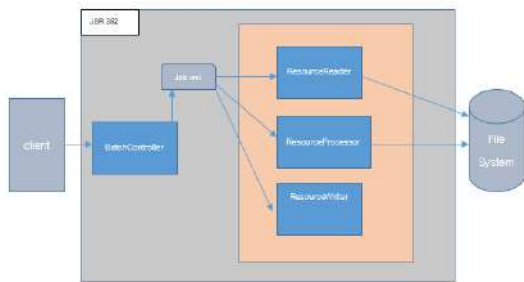 JSR 352
Job xml
ResourceReader
client
BatchController
ResourceProcessor
File
System
ResourceWriter